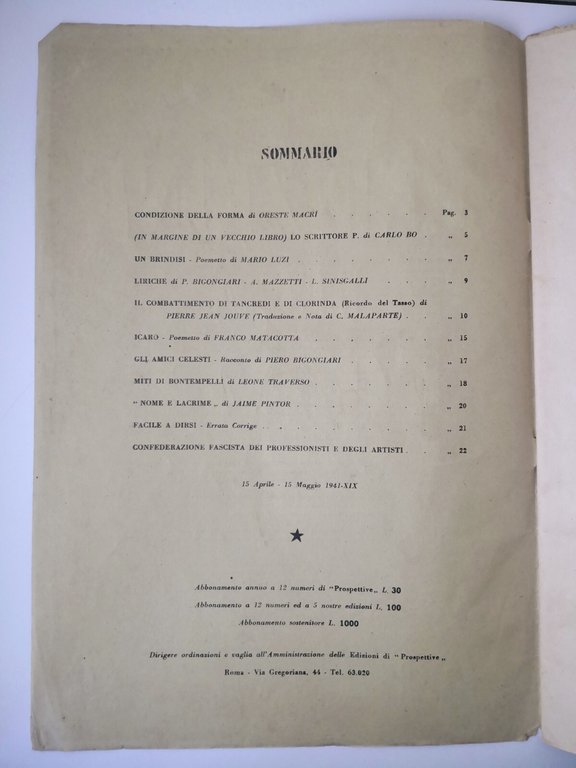 SOMMARIO
CONDIZIONE DELLA FORMA di ORESTE MACRÍ . . . . . . Pag. 3
(IN MARGINE DI UN VECCHIO LIBRO) LO SCRITTORE P. di CARLO BO . „ 5
UN BRINDISI - Poemetto di MARIO LUZI . . . . . . . „ 7
LIRICHE di P. BIGONGIARI - A. MAZZETTI - L. SINISGALLI . . . „ 9
IL COMBATTIMENTO DI TANCREDI E DI CLORINDA (Ricordo del Tasso) di
PIERRE JEAN JOUVE (Traduzione e Nota di C. MALAPARTE) . . „ 10
ICARO - Poemetto di FRANCO MATACOTTA . . . . . . „ 15
GLI AMICI CELESTI - Racconto di PIERO BIGONGIARI . . . . „ 17
MITI DI BONTEMPELLI di LEONE TRAVERSO . . . . . . „ 18
“ NOME E LACRIME „ di JAIME PINTOR . . . . . . . „ 20
FACILE A DIRSI - Errata Corrige . . . . . . . . „ 21
CONFEDERAZIONE FASCISTA DEI PROFESSIONISTI E DEGLI ARTISTI . . „ 22
15 Aprile - 15 Maggio 1941-XIX
Abbonamento annuo a 12 numeri di “Prospettive„ L. 30
Abbonamento a 12 numeri ed a 5 nostre edizioni L. 100
Abbonamento sostenitore L. 1000
Dirigere ordinazioni e vaglia all'Amministrazione delle Edizioni di “ Prospettive „
Roma - Via Gregoriana, 44 - Tel. 63.020